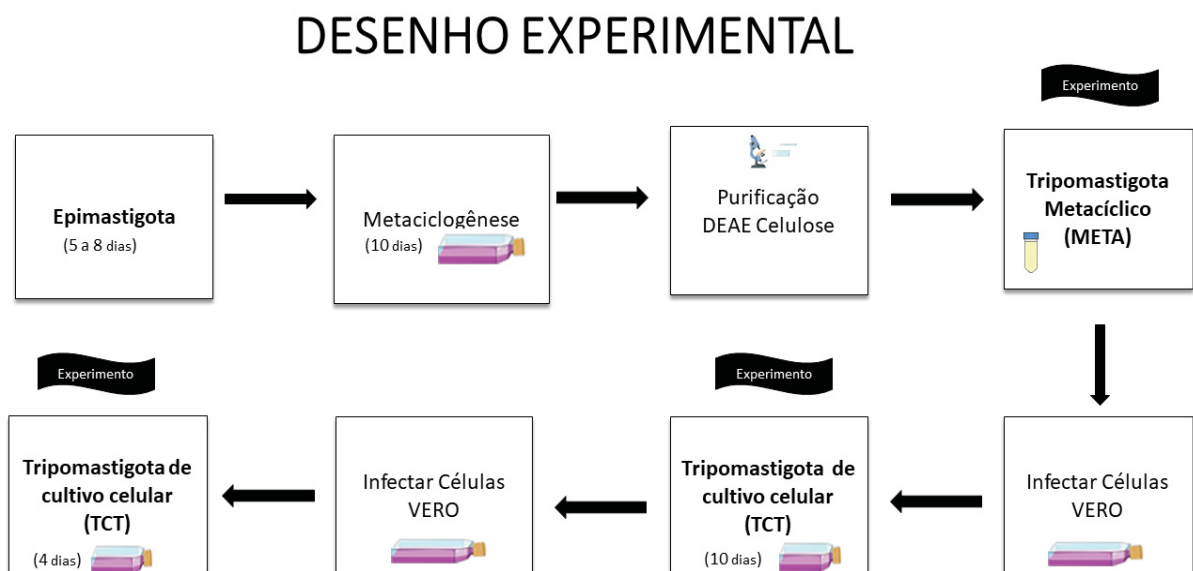 DESENHO EXPERIMENTAL
Experimento
Epimastigota
(5 a 8 dias)
Metaciclogênese
(10 dias)
Purificação
DEAE Celulose
Tripomastigota
Metacíclico
(META)
Experimento
Experimento
Tripomastigota de
cultivo celular
(TCT)
(4 dias)
Infectar Células
VERO
Tripomastigota de
cultivo celular
(TCT)
(10 dias)
Infectar Células
VERO